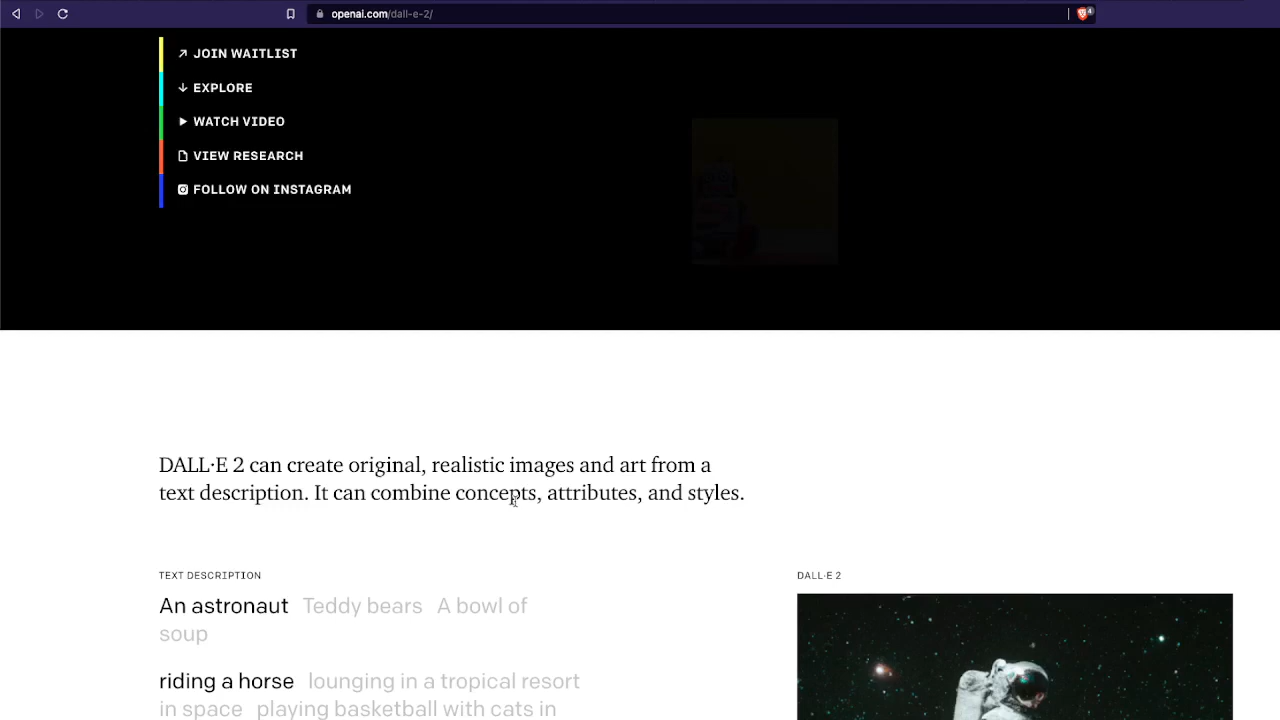 openai.com/dall-e-2/
4
JOIN WAITLIST
EXPLORE
WATCH VIDEO
VIEW RESEARCH
FOLLOW ON INSTAGRAM
DALL·E 2 can create original, realistic images and art from a
text description. It can combine concepts, attributes, and styles.
TEXT DESCRIPTION
An astronaut Teddy bears A bowl of
soup
riding a horse lounging in a tropical resort
in space playing basketball with cats in
DALL·E 2